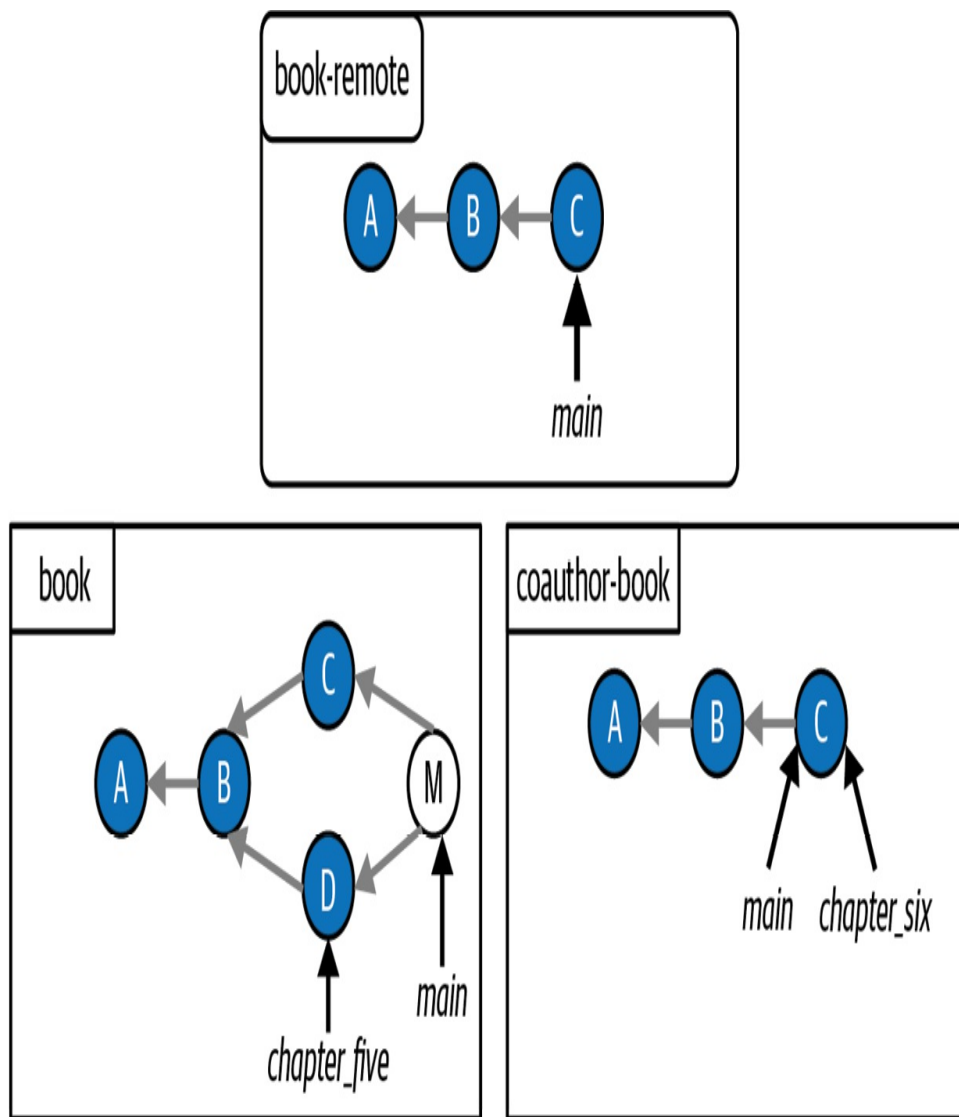 book-remote
A
B
C
main
book
C
A
B
M
D
main
chapter_five
coauthor-book
A
B
C
main
chapter_six